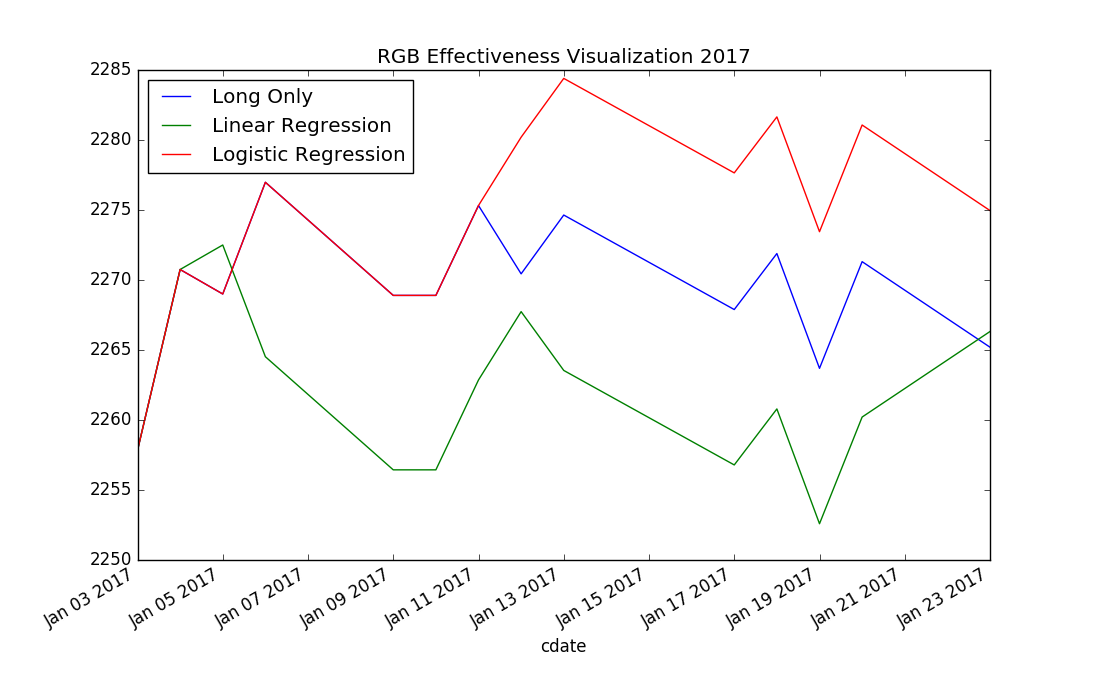 RGB Effectiveness Visualization 2017
2285
2280
2275
2270
2265
2260
2255
2250
Long Only
Linear Regression
Logistic Regression
Jan 03 2017
Jan 05 2017
Jan 07 2017
Jan 09 2017
Jan 11 2017
Jan 13 2017
Jan 15 2017
Jan 17 2017
Jan 19 2017
Jan 21 2017
Jan 23 2017
cdate